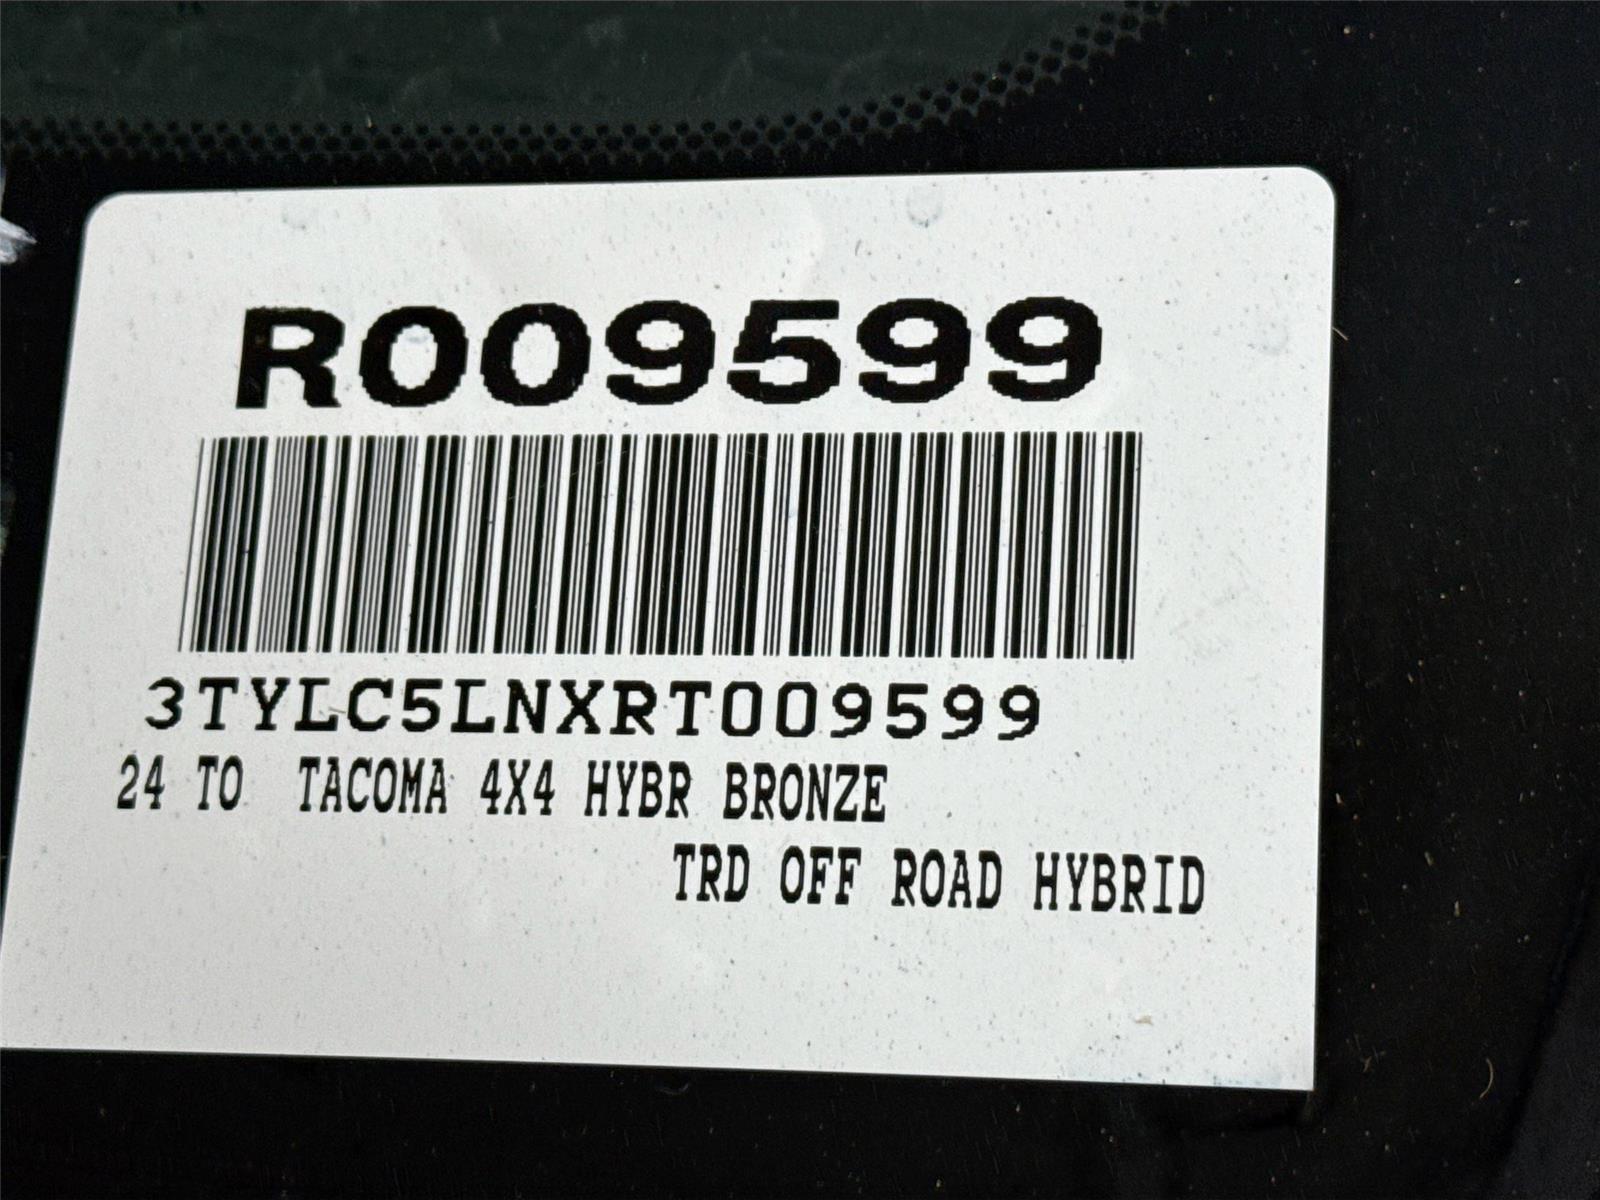 R009599
3TYLC5LNXRT009599
24 TO TACOMA 4X4 HYBR BRONZE
TRD OFF ROAD HYBRID